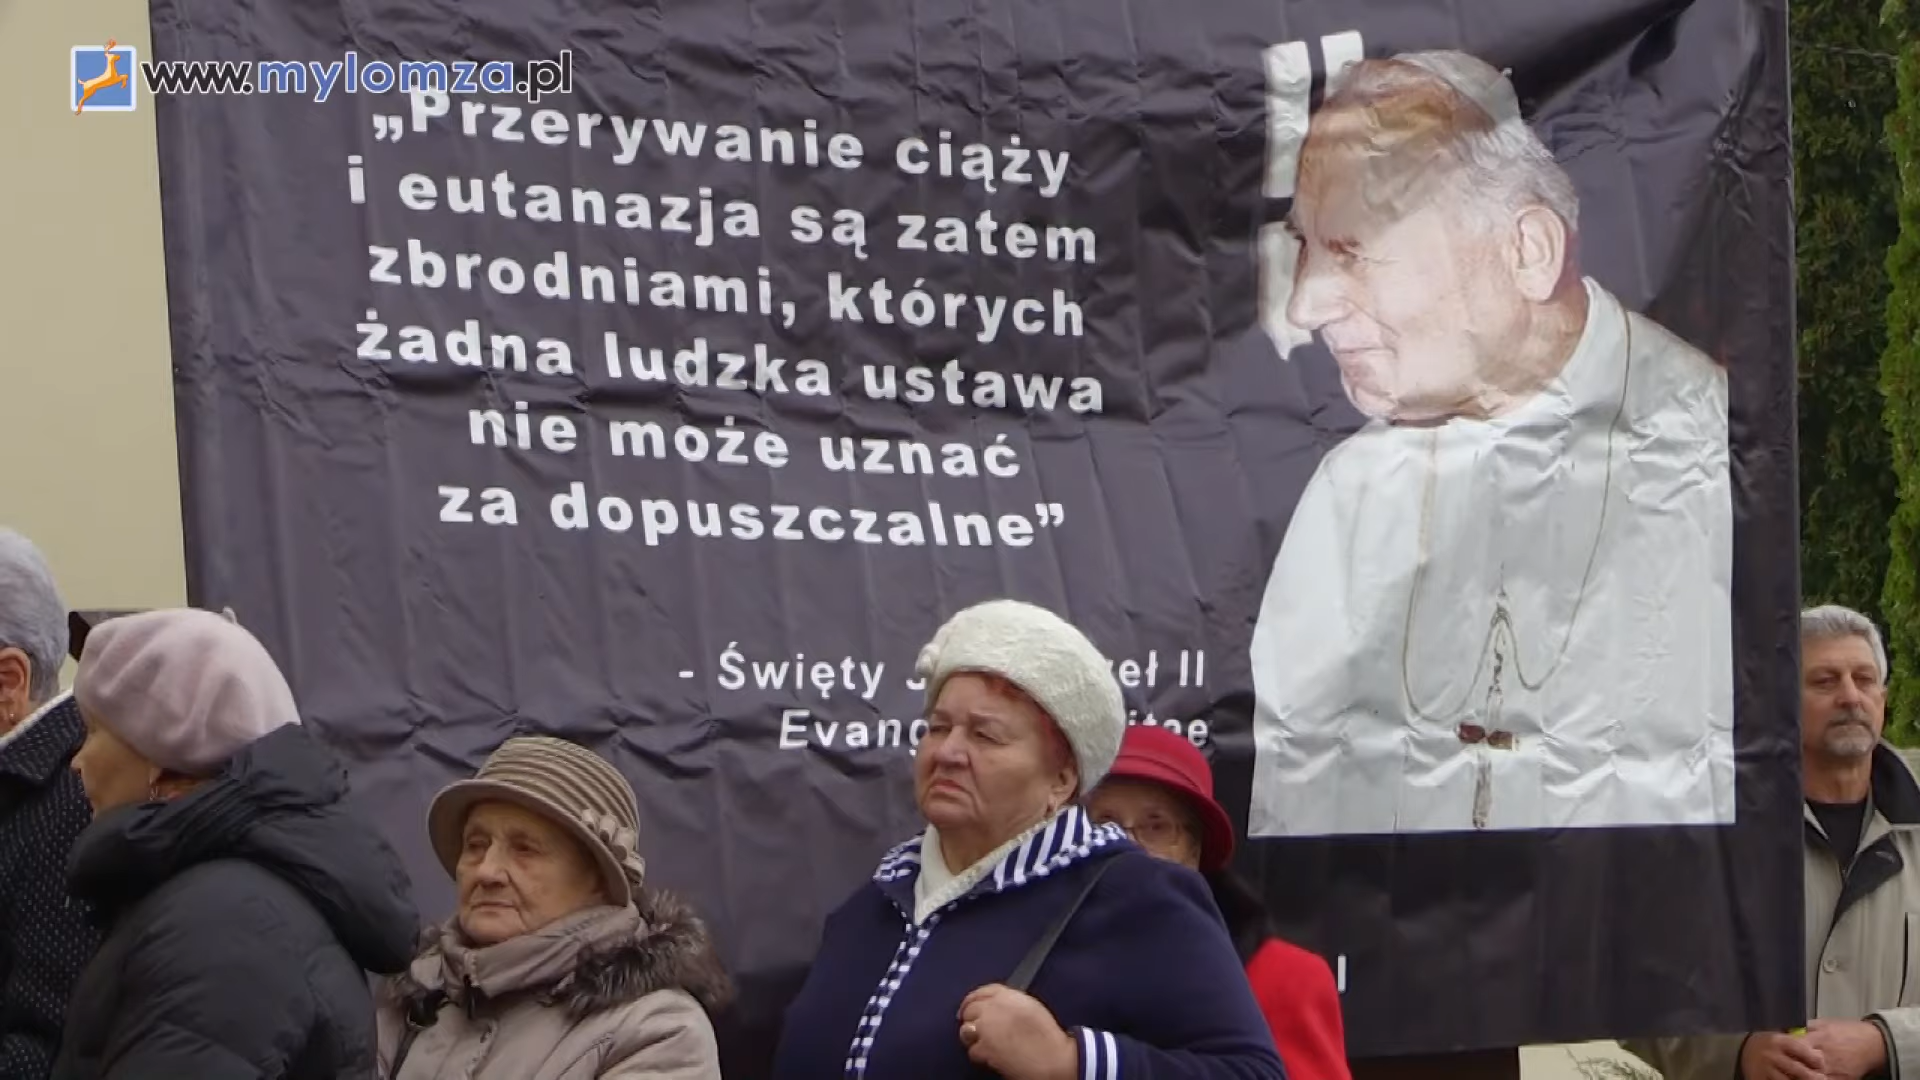 www.mylomza.pl
„Przerywanie ciąży
i eutanazja są zatem
zbrodniami, których
żadna ludzka ustawa
nie może uznać
za dopuszczalne”
- Święty II